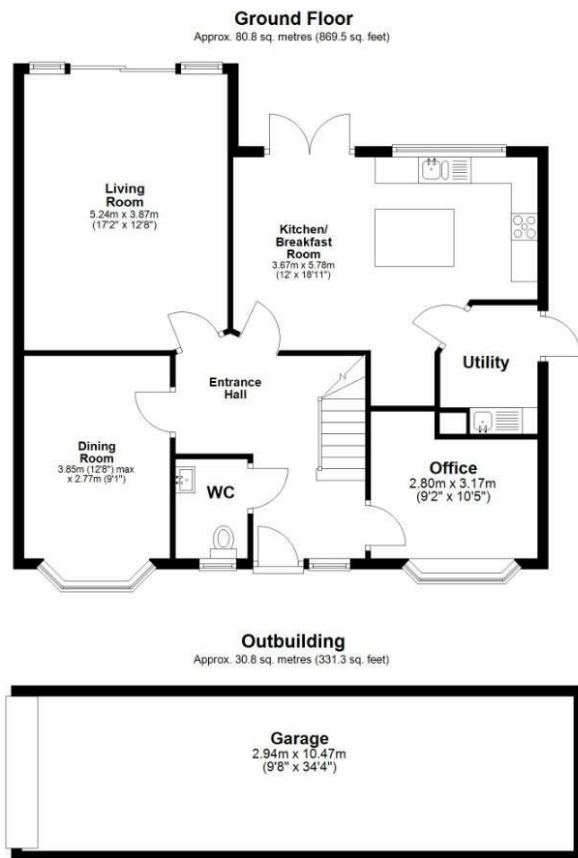 Ground Floor
Approx. 80.8 sq. metres (869.5 sq. feet)
Living
Room
5.24m x 3.87m
(17'2" x 12'8")
Kitchen/
Breakfast
Room
3.67m x 5.78m
(12' x 18'11")
Utility
Entrance
Hall
Dining
Room
3.85m (12'8") max
x 2.77m (9'1")
WC
Office
2.80m x 3.17m
(9'2" x 10'5")
Outbuilding
Approx. 30.8 sq. metres (331.3 sq. feet)
Garage
2.94m x 10.47m
(9'8" x 34'4")